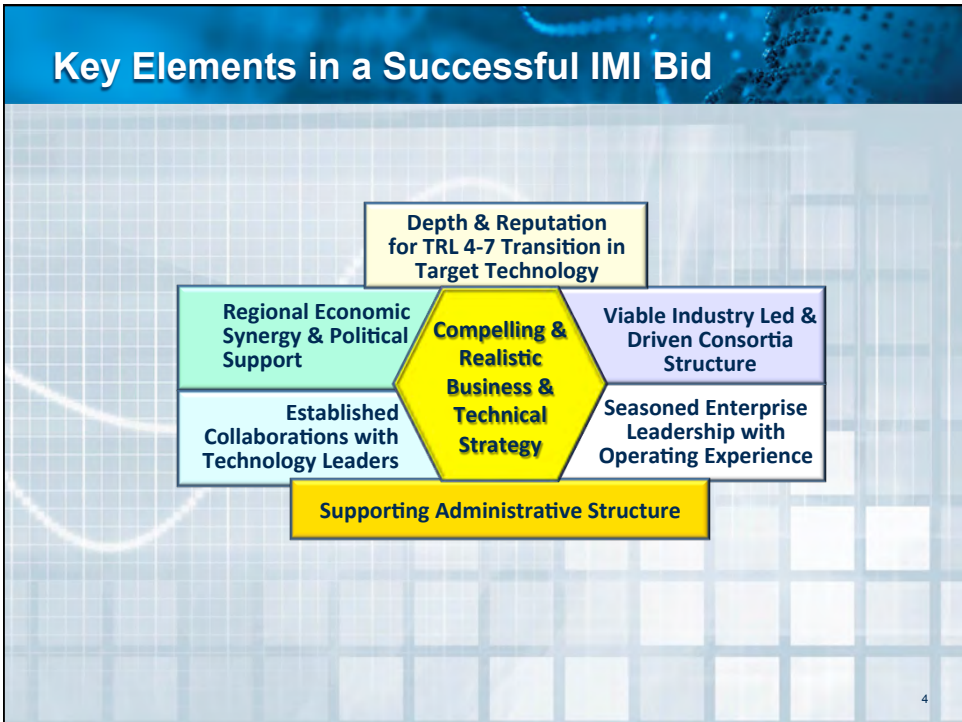 Key Elements in a Successful IMI Bid
Depth & Reputation
for TRL 4-7 Transition in
Target Technology
Regional Economic
Synergy & Political
Support
Compelling &
Realistic
Business &
Technical
Strategy
Viable Industry Led &
Driven Consortia
Structure
Established
Collaborations with
Technology Leaders
Seasoned Enterprise
Leadership with
Operating Experience
Supporting Administrative Structure
4